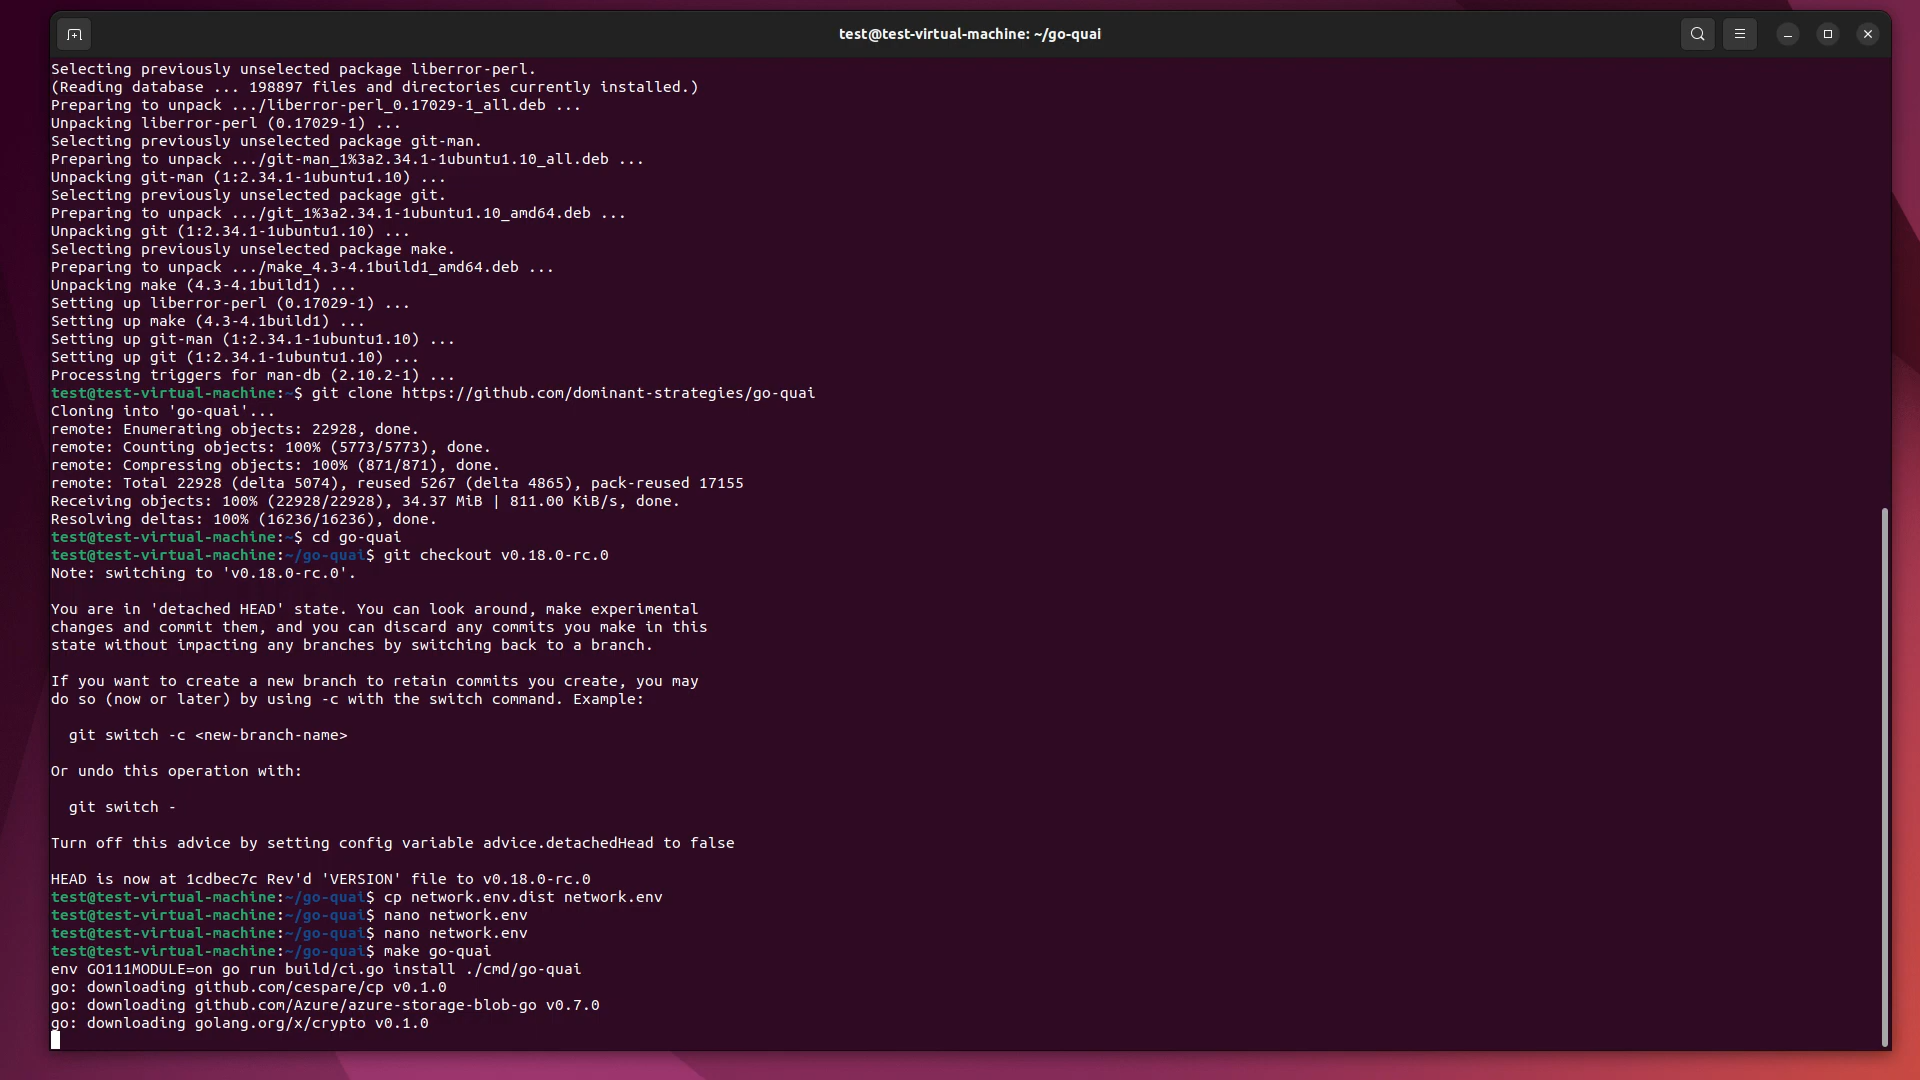 test@test-virtual-machine: ~/go-quai
Selecting previously unselected package liberror-perl.
(Reading database ... 198897 files and directories currently installed.)
Preparing to unpack .../liberror-perl_0.17029-1_all.deb ...
Unpacking liberror-perl (0.17029-1) ...
Selecting previously unselected package git-man.
Preparing to unpack .../git-man_1%3a2.34.1-1ubuntu1.10_all.deb ...
Unpacking git-man (1:2.34.1-1ubuntu1.10) ...
Selecting previously unselected package git.
Preparing to unpack .../git_1%3a2.34.1-1ubuntu1.10_amd64.deb ...
Unpacking git (1:2.34.1-1ubuntu1.10) ...
Selecting previously unselected package make.
Preparing to unpack .../make_4.3-4.1build1_amd64.deb ...
Unpacking make (4.3-4.1build1) ...
Setting up liberror-perl (0.17029-1) ...
Setting up make (4.3-4.1build1) ...
Setting up git-man (1:2.34.1-1ubuntu1.10) ...
Setting up git (1:2.34.1-1ubuntu1.10) ...
Processing triggers for man-db (2.10.2-1) ...
test@test-virtual-machine:~$ git clone https://github.com/dominant-strategies/go-quai
Cloning into 'go-quai'...
remote: Enumerating objects: 22928, done.
remote: Counting objects: 100% (5773/5773), done.
remote: Compressing objects: 100% (871/871), done.
remote: Total 22928 (delta 5074), reused 5267 (delta 4865), pack-reused 17155
Receiving objects: 100% (22928/22928), 34.37 MiB | 811.00 KiB/s, done.
Resolving deltas: 100% (16236/16236), done.
test@test-virtual-machine:~$ cd go-quai
test@test-virtual-machine:~/go-quai$ git checkout v0.18.0-rc.0
Note: switching to 'v0.18.0-rc.0'.
You are in 'detached HEAD' state. You can look around, make experimental
changes and commit them, and you can discard any commits you make in this
state without impacting any branches by switching back to a branch.
If you want to create a new branch to retain commits you create, you may
do so (now or later) by using -c with the switch command. Example:
git switch -c <new-branch-name>
Or undo this operation with:
git switch -
Turn off this advice by setting config variable advice.detachedHead to false
HEAD is now at 1cdbec7c Rev'd 'VERSION' file to v0.18.0-rc.0
test@test-virtual-machine:~/go-quai$ cp network.env.dist network.env
test@test-virtual-machine:~/go-quai$ nano network.env
test@test-virtual-machine:~/go-quai$ nano network.env
test@test-virtual-machine:~/go-quai$ make go-quai
env GO111MODULE=on go run build/ci.go install ./cmd/go-quai
go: downloading github.com/cespare/cp v0.1.0
go: downloading github.com/Azure/azure-storage-blob-go v0.7.0
go: downloading golang.org/x/crypto v0.1.0